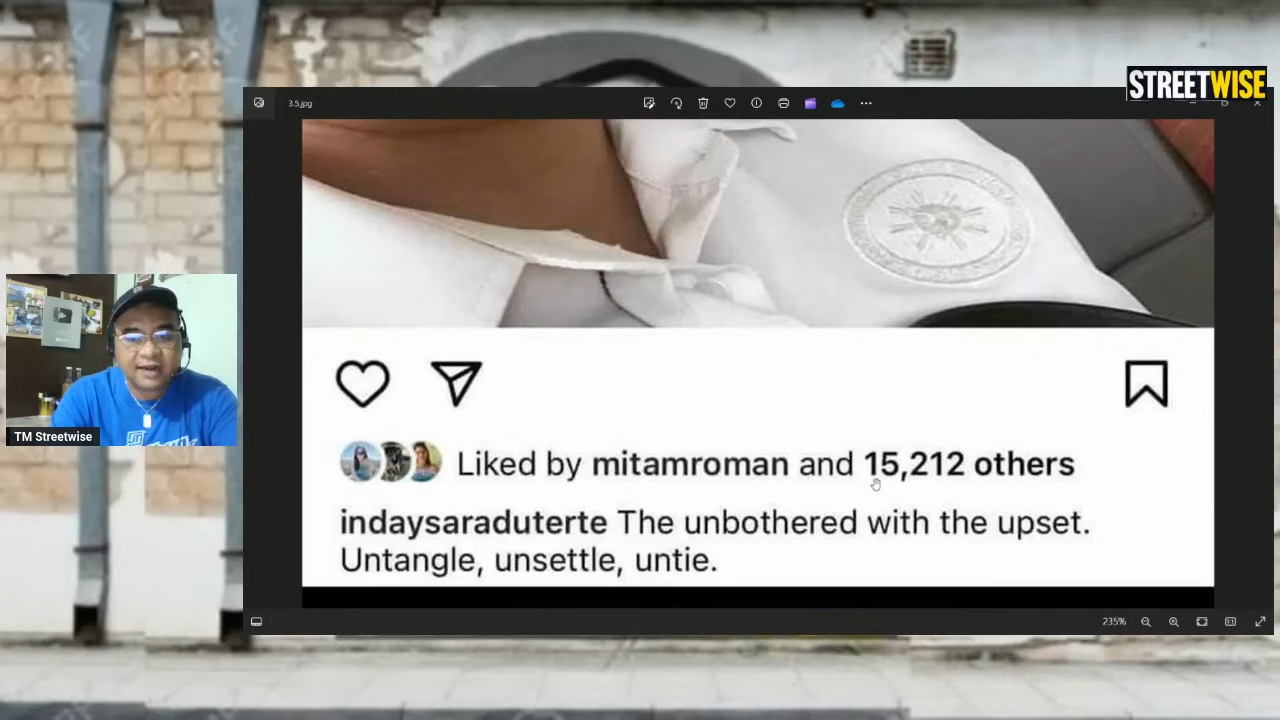 STREETWISE
3.5.jpg
TM Streetwise
Liked by mitamroman and 15,212 others
indaysaraduterte The unbothered with the upset.
Untangle, unsettle, untie.
235%